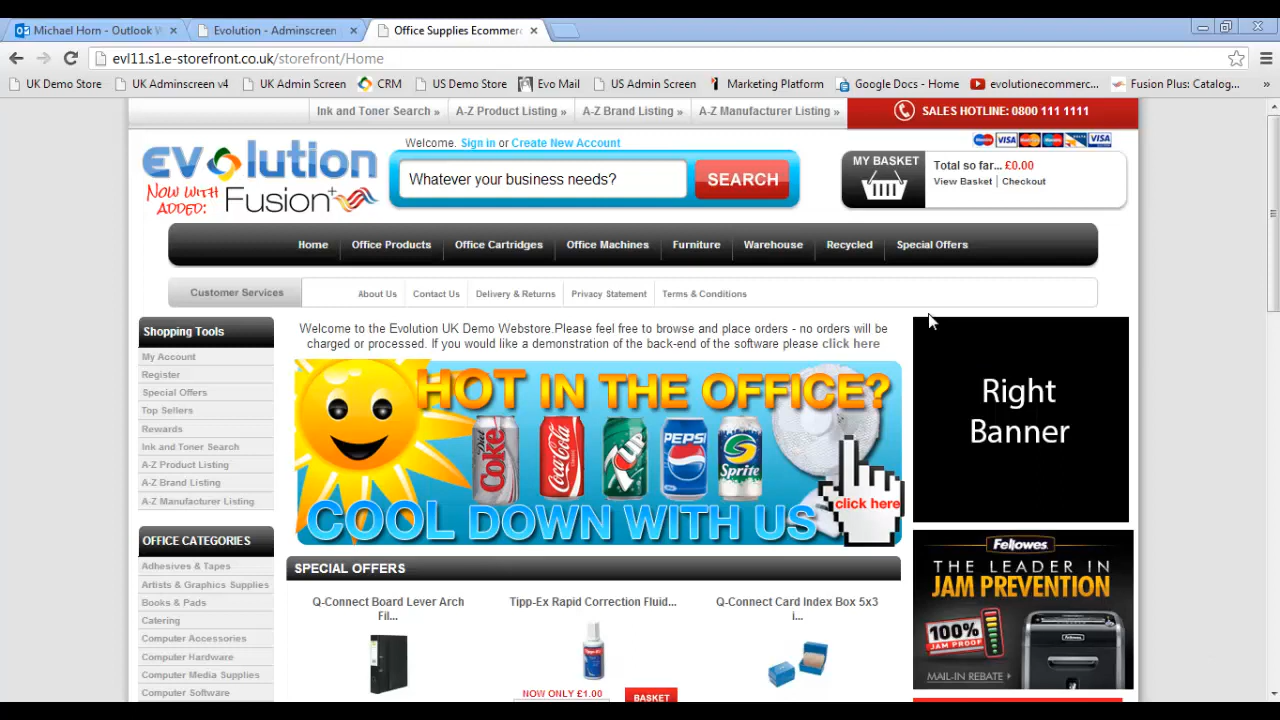 Michael Horn - Outlook W
Evolution - Adminscreen
Office Supplies Ecommerc
evl11.s1.e-storefront.co.uk/storefront/Home
UK Demo Store
UK Adminscreen v4
UK Admin Screen
CRM
US Demo Store
Evo Mail
US Admin Screen
Marketing Platform
Google Docs - Home
evolutionecommerc...
Fusion Plus: Catalog...
Ink and Toner Search »
A-Z Product Listing »
A-Z Brand Listing »
A-Z Manufacturer Listing »
SALES HOTLINE: 0800 111 1111
Welcome. Sign in or Create New Account
VISA
VISA
EVOlution
NOW WITH ADDED:
Fusion+
Whatever your business needs?
SEARCH
MY BASKET
Total so far... £0.00
View Basket | Checkout
Home
Office Products
Office Cartridges
Office Machines
Furniture
Warehouse
Recycled
Special Offers
Customer Services
About Us
Contact Us
Delivery & Returns
Privacy Statement
Terms & Conditions
Shopping Tools
My Account
Register
Special Offers
Top Sellers
Rewards
Ink and Toner Search
A-Z Product Listing
A-Z Brand Listing
A-Z Manufacturer Listing
OFFICE CATEGORIES
Adhesives & Tapes
Artists & Graphics Supplies
Books & Pads
Catering
Computer Accessories
Computer Hardware
Computer Media Supplies
Computer Software
Welcome to the Evolution UK Demo Webstore.Please feel free to browse and place orders - no orders will be
charged or processed. If you would like a demonstration of the back-end of the software please click here
HOT IN THE OFFICE?
Diet Coke
Coca-Cola
7up
PEPSI
Sprite
click here
COOL DOWN WITH US
SPECIAL OFFERS
Q-Connect Board Lever Arch
Fil...
Tipp-Ex Rapid Correction Fluid...
NOW ONLY £1.00
BASKET
Q-Connect Card Index Box 5x3
i...
Right
Banner
Fellowes
THE LEADER IN
JAM PREVENTION
100%
JAM PROOF
Fellowes
MAIL-IN REBATE